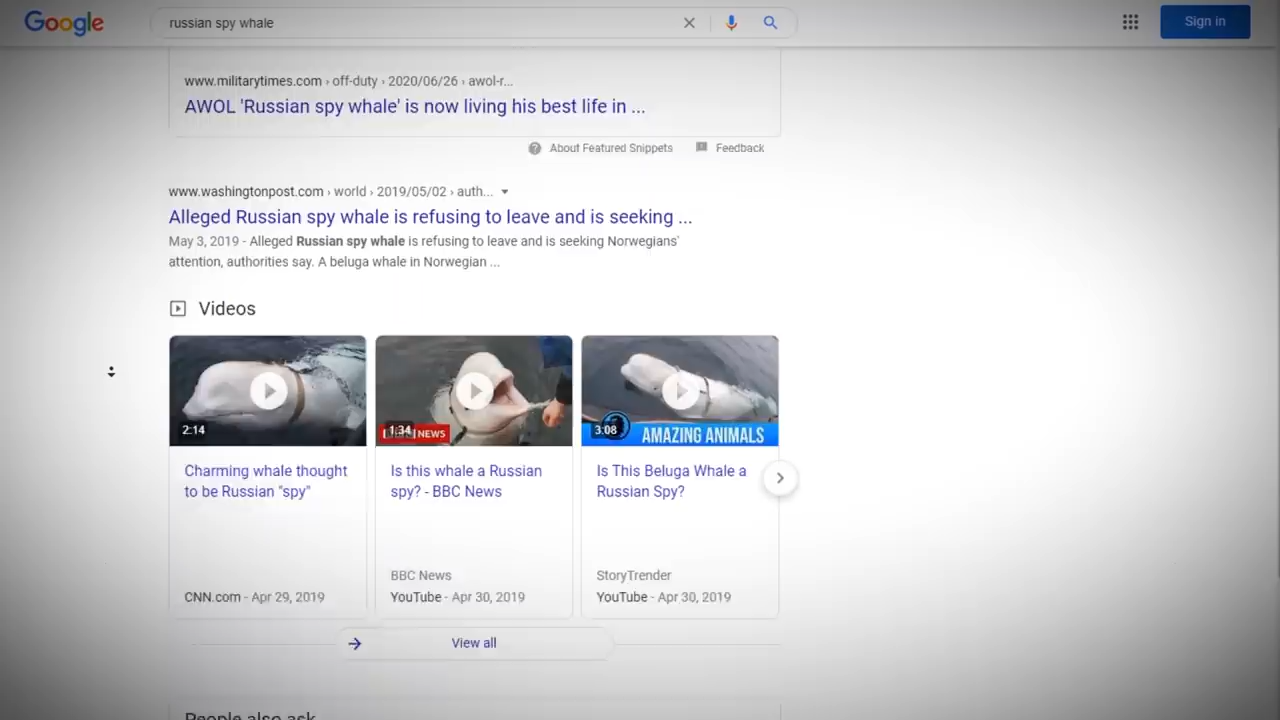 Google
russian spy whale
Sign in
www.militarytimes.com › off-duty › 2020/06/26 › awol-r...
AWOL 'Russian spy whale' is now living his best life in ...
About Featured Snippets
Feedback
www.washingtonpost.com › world › 2019/05/02 › auth...
Alleged Russian spy whale is refusing to leave and is seeking ...
May 3, 2019 - Alleged Russian spy whale is refusing to leave and is seeking Norwegians'
attention, authorities say. A beluga whale in Norwegian ...
Videos
2:14
1:34
NEWS
3:08
AMAZING ANIMALS
Charming whale thought
to be Russian "spy"
CNN.com - Apr 29, 2019
Is this whale a Russian
spy? - BBC News
BBC News
YouTube - Apr 30, 2019
Is This Beluga Whale a
Russian Spy?
StoryTrender
YouTube - Apr 30, 2019
View all
People also ask